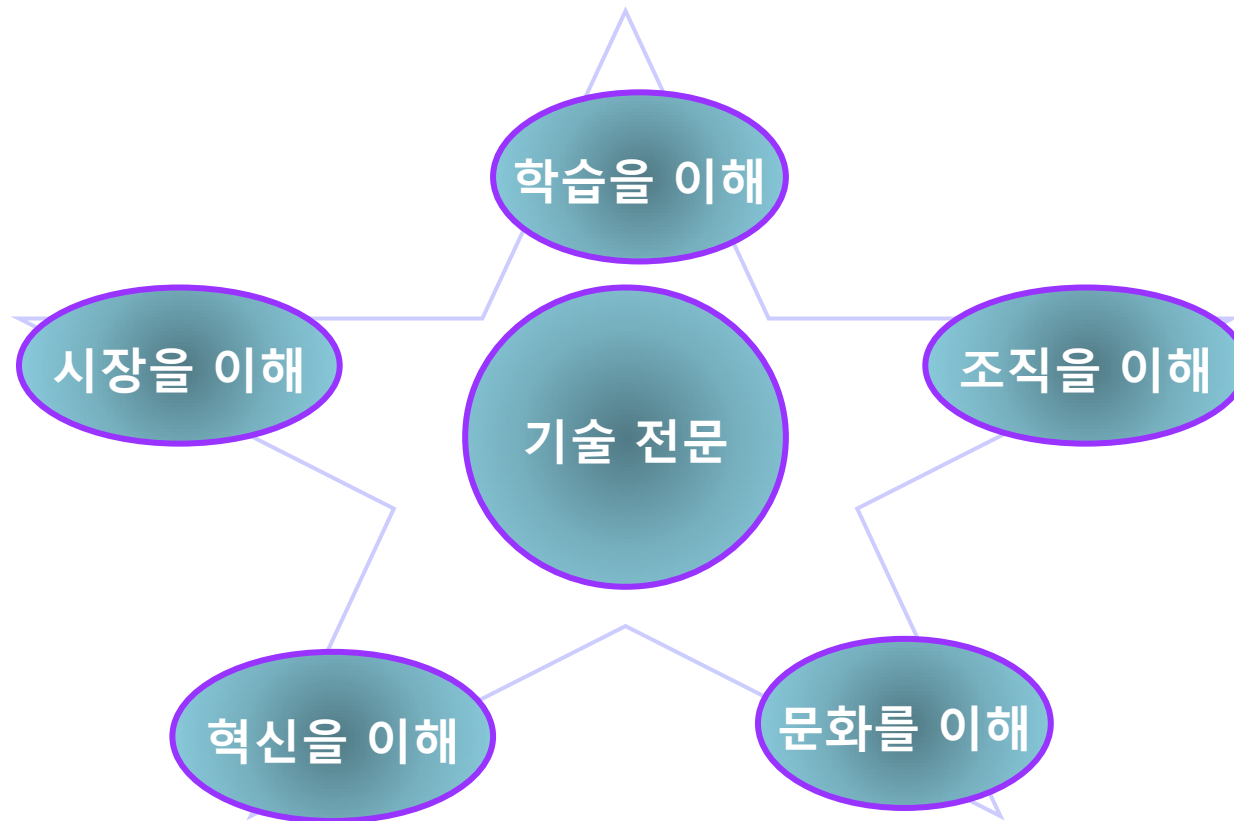 학습을 이해
시장을 이해
조직을 이해
기술 전문
혁신을 이해
문화를 이해